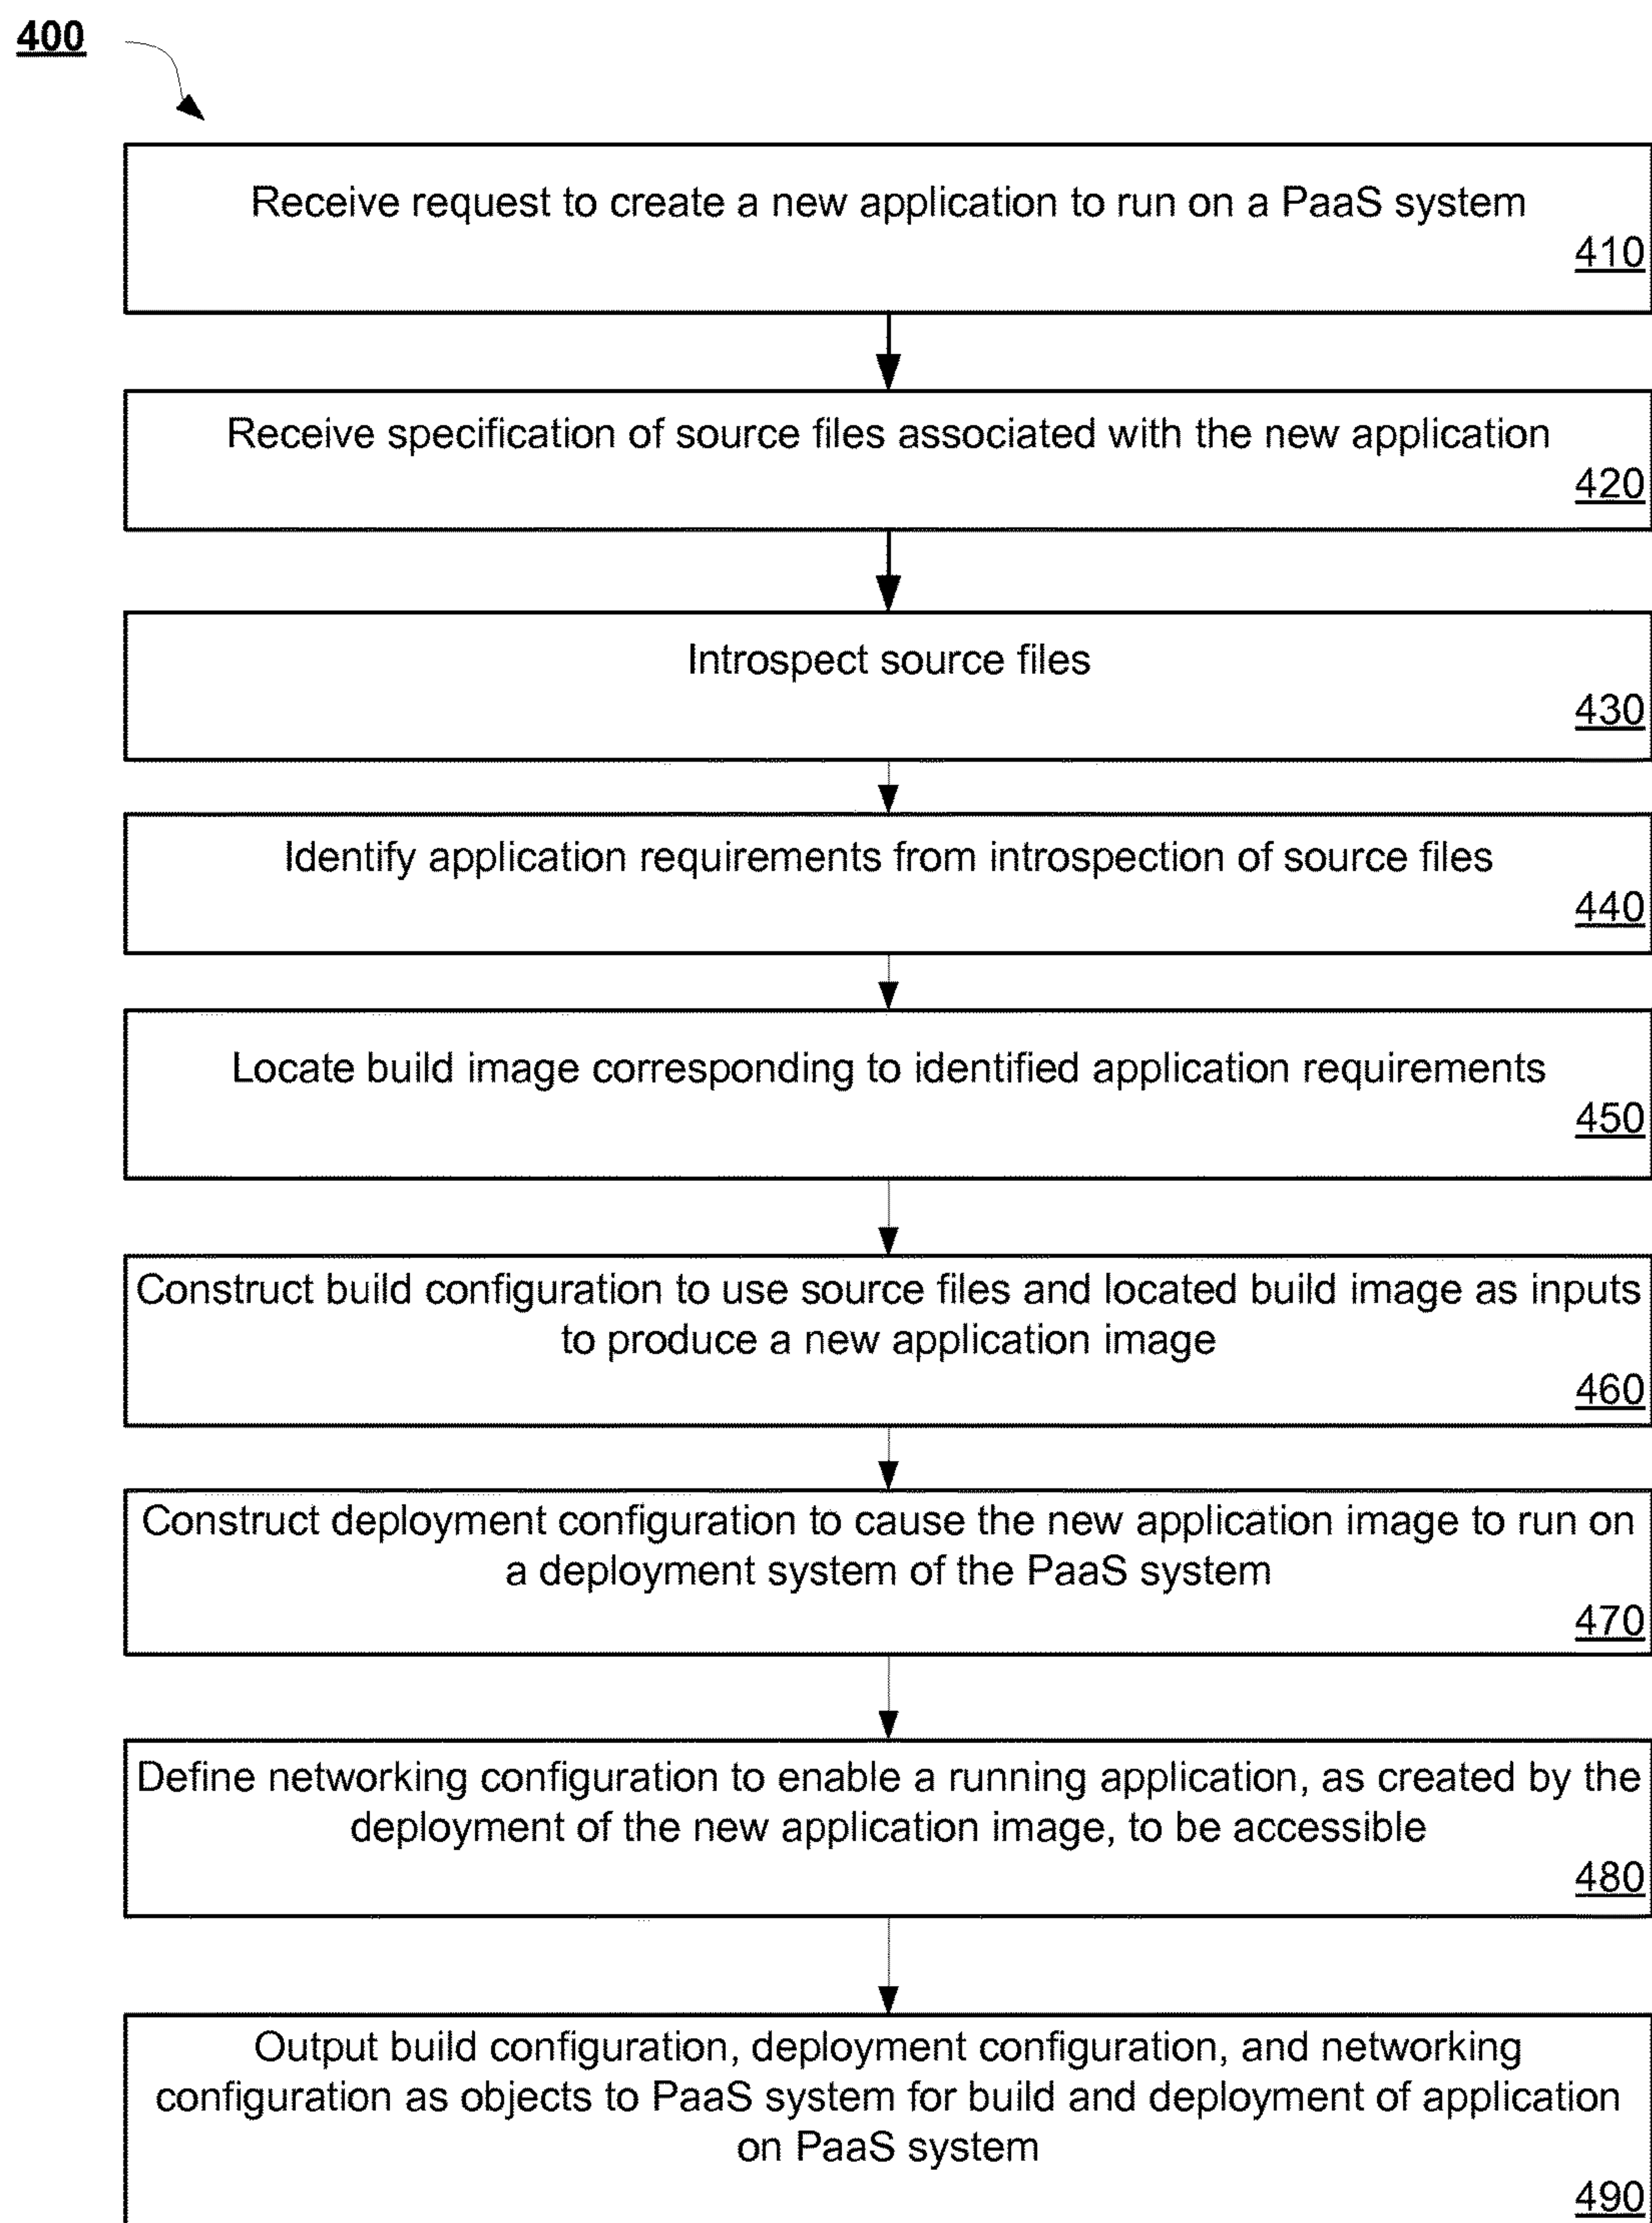 400
Receive request to create a new application to run on a PaaS system
410
Receive specification of source files associated with the new application
420
Introspect source files
430
Identify application requirements from introspection of source files
440
Locate build image corresponding to identified application requirements
450
Construct build configuration to use source files and located build image as inputs
to produce a new application image
460
Construct deployment configuration to cause the new application image to run on
a deployment system of the PaaS system
470
Define networking configuration to enable a running application, as created by the
deployment of the new application image, to be accessible
480
Output build configuration, deployment configuration, and networking
configuration as objects to PaaS system for build and deployment of application
on PaaS system
490